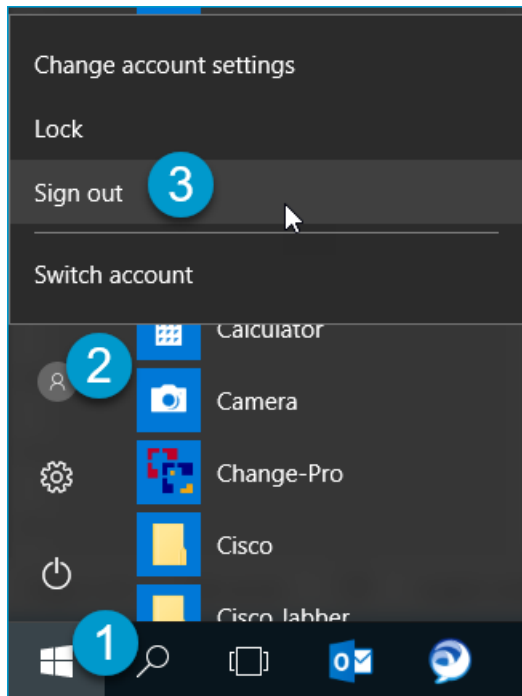 Change account settings
Lock
Sign out 3
Switch account
2
Calculator
Camera
Change-Pro
Cisco
Cisco Jabber
1